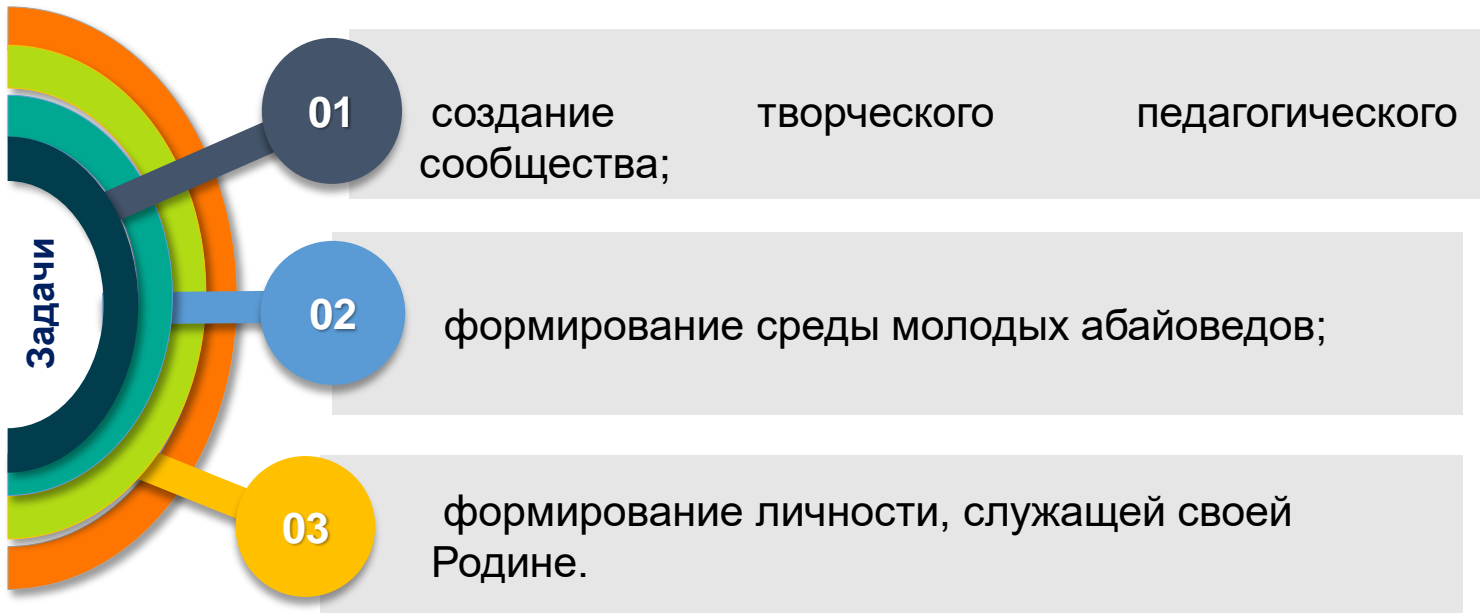 Задачи
01
создание творческого педагогического
сообщества;
02
формирование среды молодых абайоведов;
03
формирование личности, служащей своей
Родине.